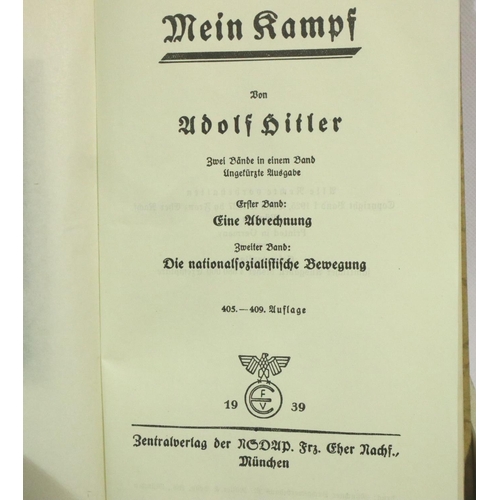 Mein Kampf
Von
Adolf Hitler
Zwei Bände in einem Band
Ungekürzte Ausgabe
Erster Band:
Eine Abrechnung
Zweiter Band:
Die nationalsozialistische Bewegung
405.—409. Auflage
F
E
V
19 39
Zentralverlag der NSDAP. Frz. Eher Nachf.,
München